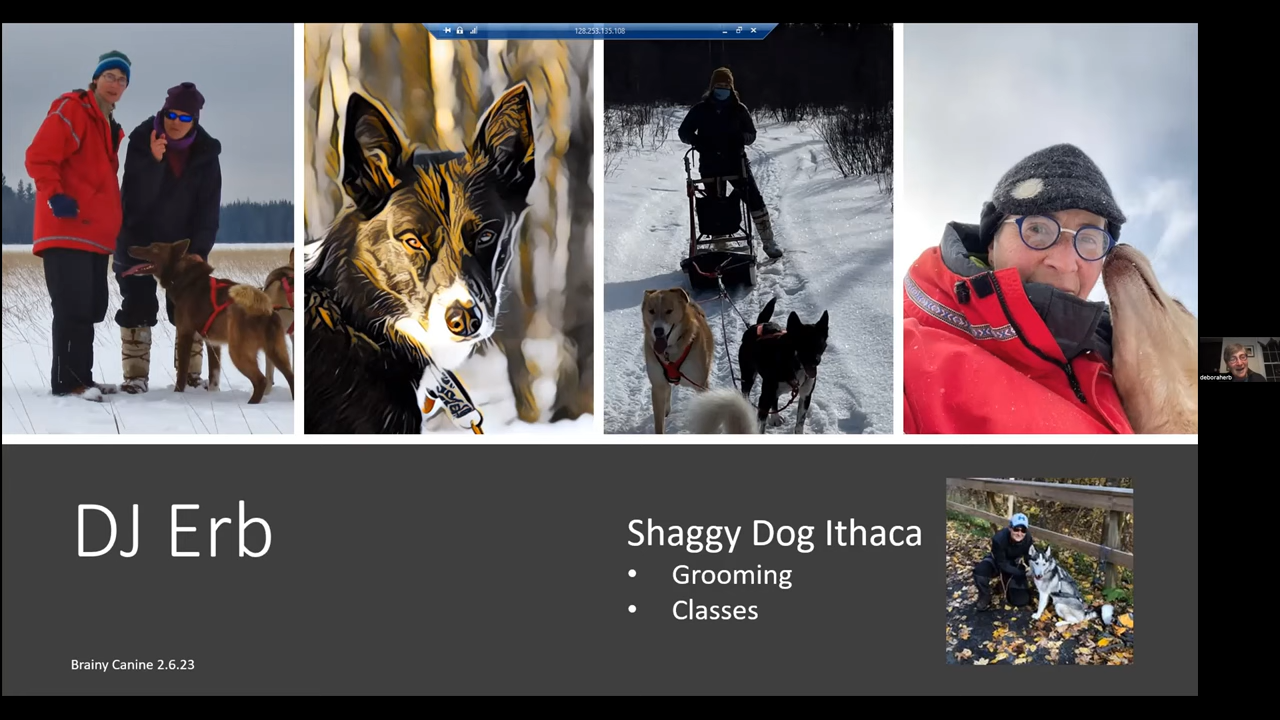 128.253.135.108
deboraherb
DJ Erb
Shaggy Dog Ithaca
• Grooming
• Classes
Brainy Canine 2.6.23